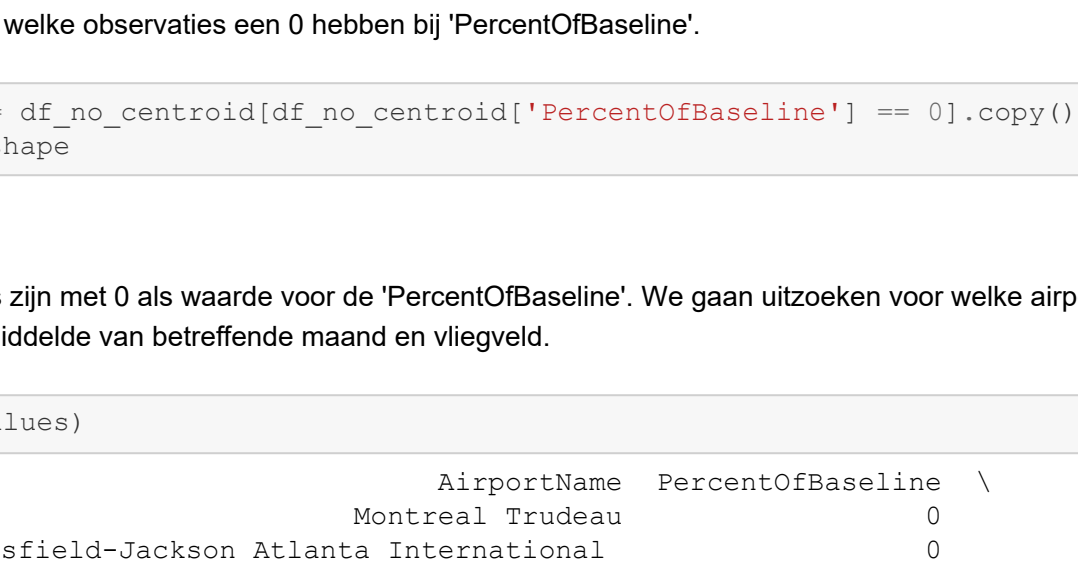 welke observaties een 0 hebben bij 'PercentOfBaseline'.
= df_no_centroid[df_no_centroid['PercentOfBaseline'] == 0].copy()
hape
s zijn met 0 als waarde voor de 'PercentOfBaseline'. We gaan uitzoeken voor welke airp
iddelde van betreffende maand en vliegveld.
lues)
AirportName PercentOfBaseline \
Montreal Trudeau 0
sfield-Jackson Atlanta International 0